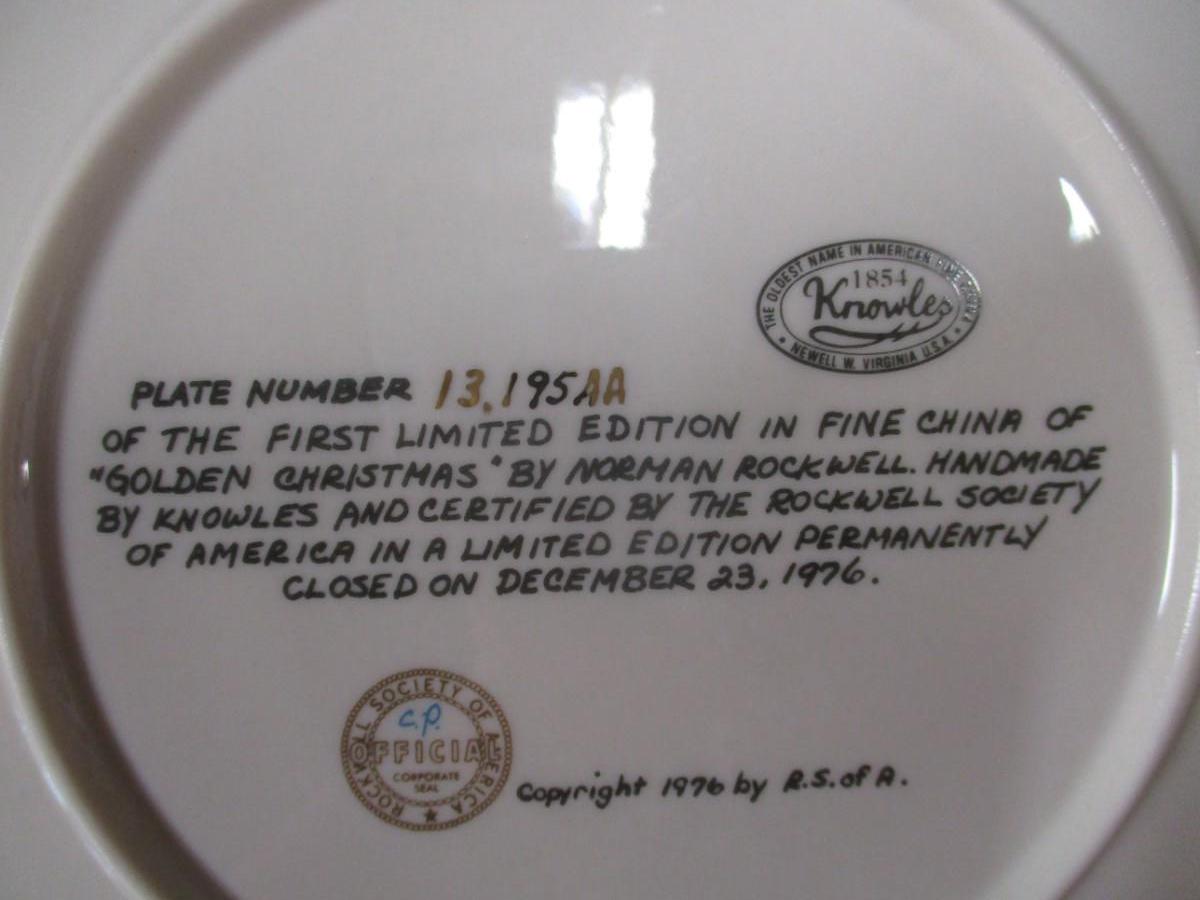 THE OLDEST NAME IN AMERICAN FINE CHINA
1854
Knowles
• NEWELL W. VIRGINIA U.S.A. •
PLATE NUMBER 13,195AA
OF THE FIRST LIMITED EDITION IN FINE CHINA OF
"GOLDEN CHRISTMAS" BY NORMAN ROCKWELL. HANDMADE
BY KNOWLES AND CERTIFIED BY THE ROCKWELL SOCIETY
OF AMERICA IN A LIMITED EDITION PERMANENTLY
CLOSED ON DECEMBER 23, 1976.
ROCKWELL SOCIETY OF AMERICA
C.P.
OFFICIAL
CORPORATE
SEAL
Copyright 1976 by R.S. of A.